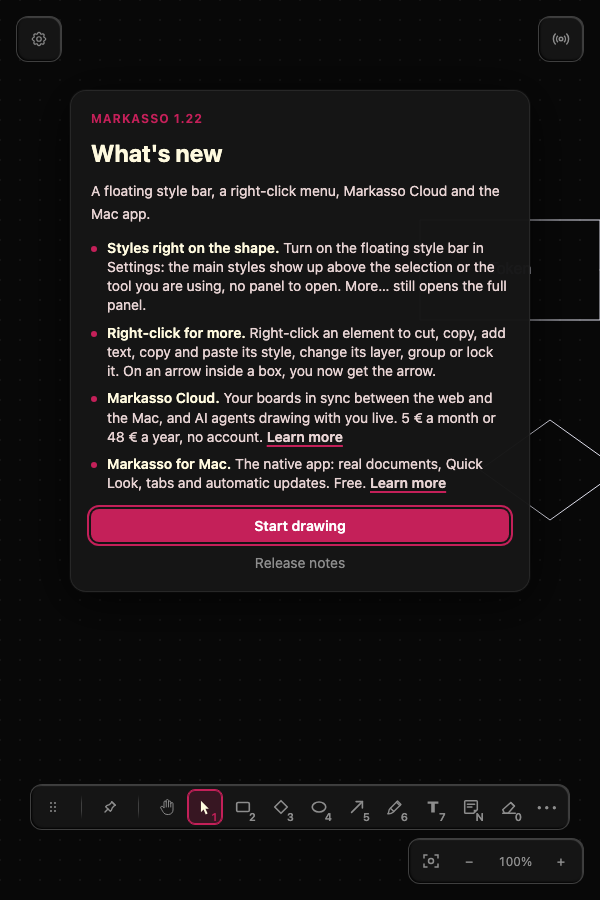 MARKASSO 1.22
What's new
A floating style bar, a right-click menu, Markasso Cloud and the
Mac app.
Styles right on the shape. Turn on the floating style bar in
Settings: the main styles show up above the selection or the
tool you are using, no panel to open. More... still opens the full
panel.
Right-click for more. Right-click an element to cut, copy, add
text, copy and paste its style, change its layer, group or lock
it. On an arrow inside a box, you now get the arrow.
Markasso Cloud. Your boards in sync between the web and
the Mac, and AI agents drawing with you live. 5 € a month or
48 € a year, no account. Learn more
Markasso for Mac. The native app: real documents, Quick
Look, tabs and automatic updates. Free. Learn more
Start drawing
Release notes
1 2 3 4 5 6 T 7 N 0
− 100% +